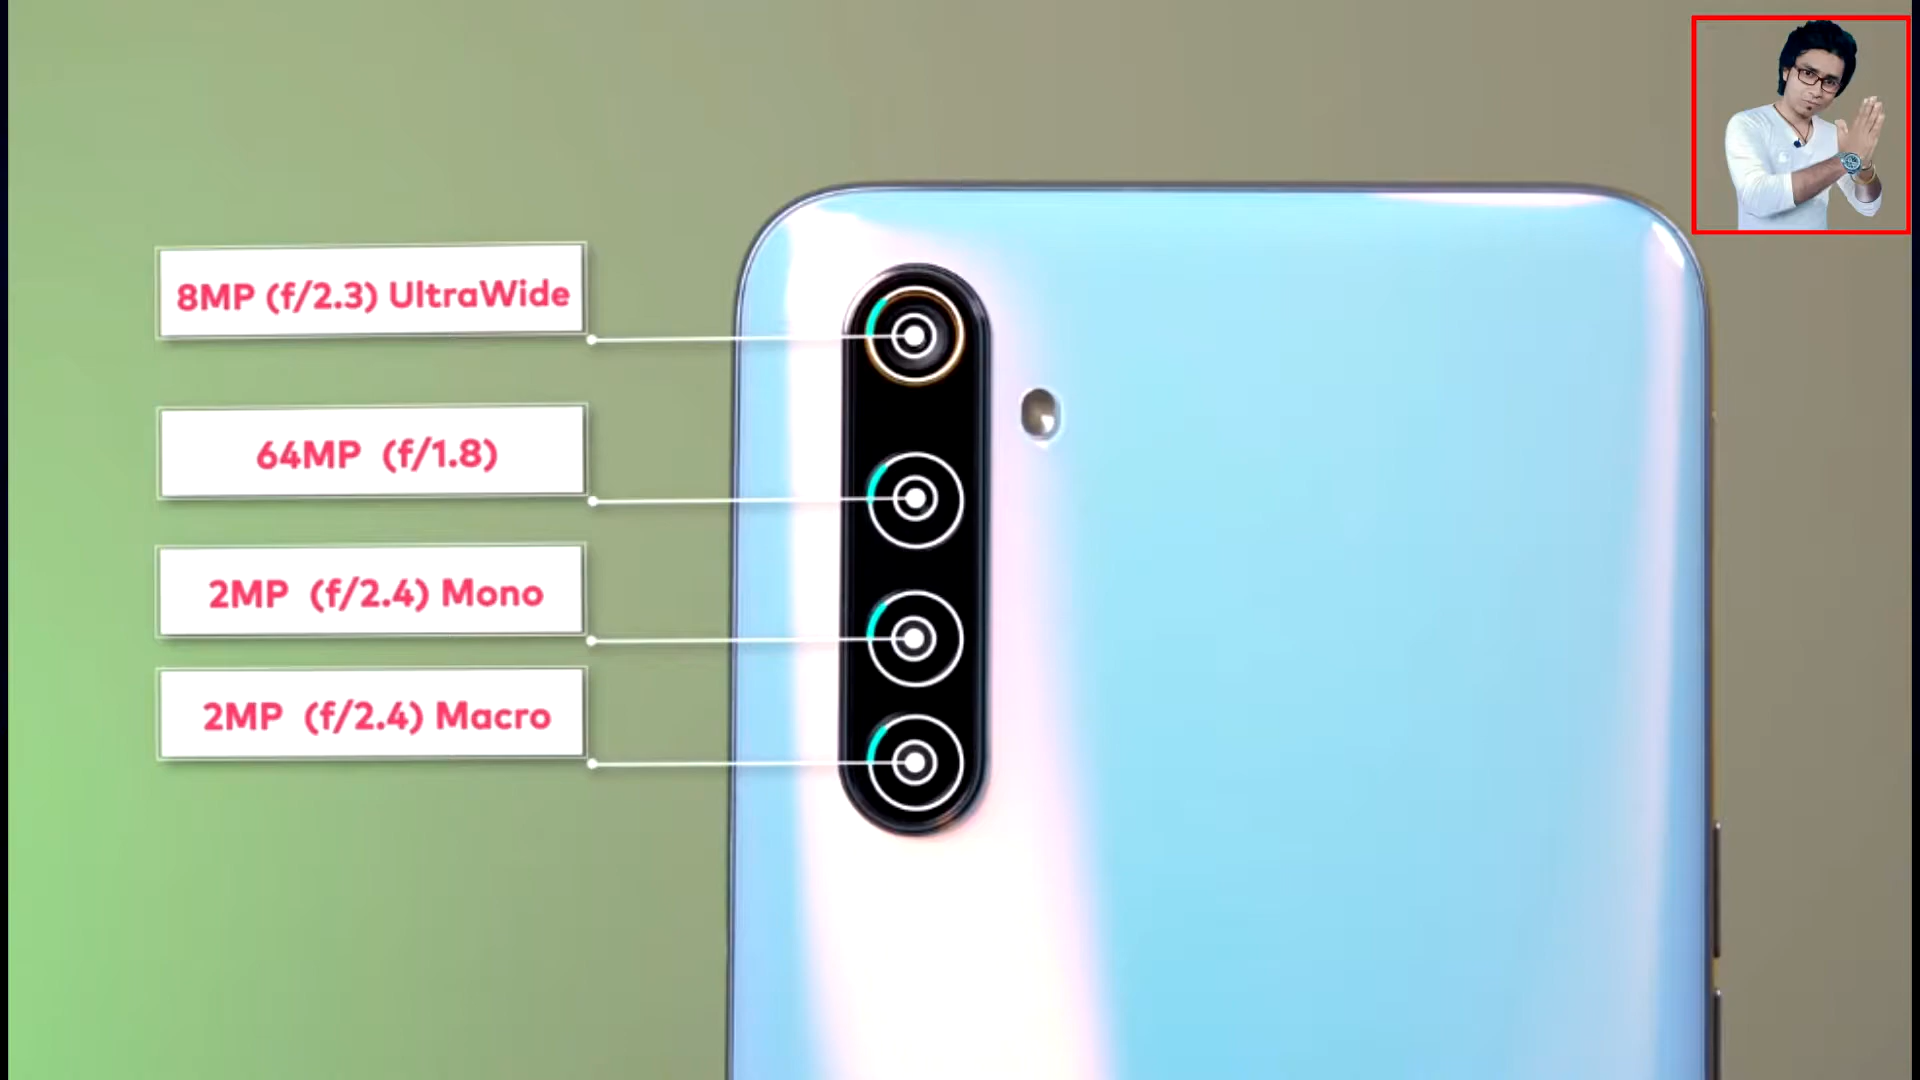 8MP (f/2.3) UltraWide
64MP (f/1.8)
2MP (f/2.4) Mono
2MP (f/2.4) Macro